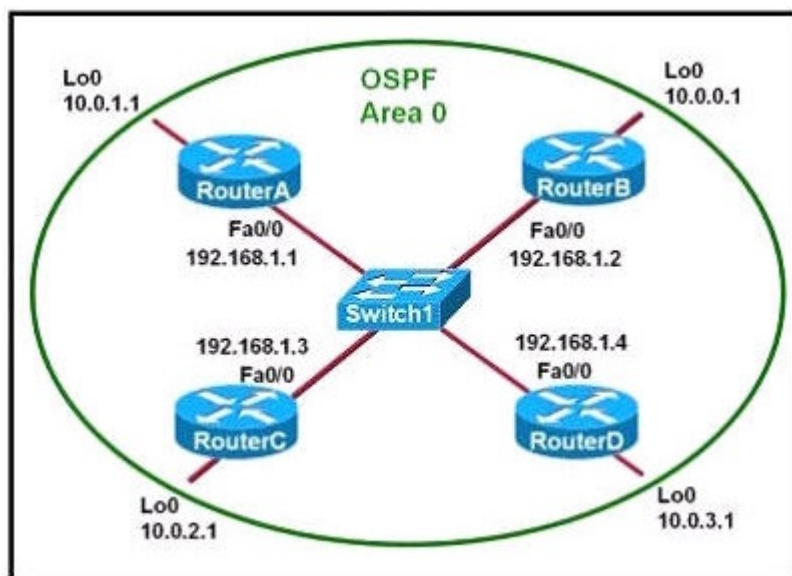 OSPF
Area 0
Lo0
10.0.1.1
Lo0
10.0.0.1
RouterA
RouterB
Fa0/0
192.168.1.1
Fa0/0
192.168.1.2
Switch1
192.168.1.3
Fa0/0
192.168.1.4
Fa0/0
RouterC
RouterD
Lo0
10.0.2.1
Lo0
10.0.3.1